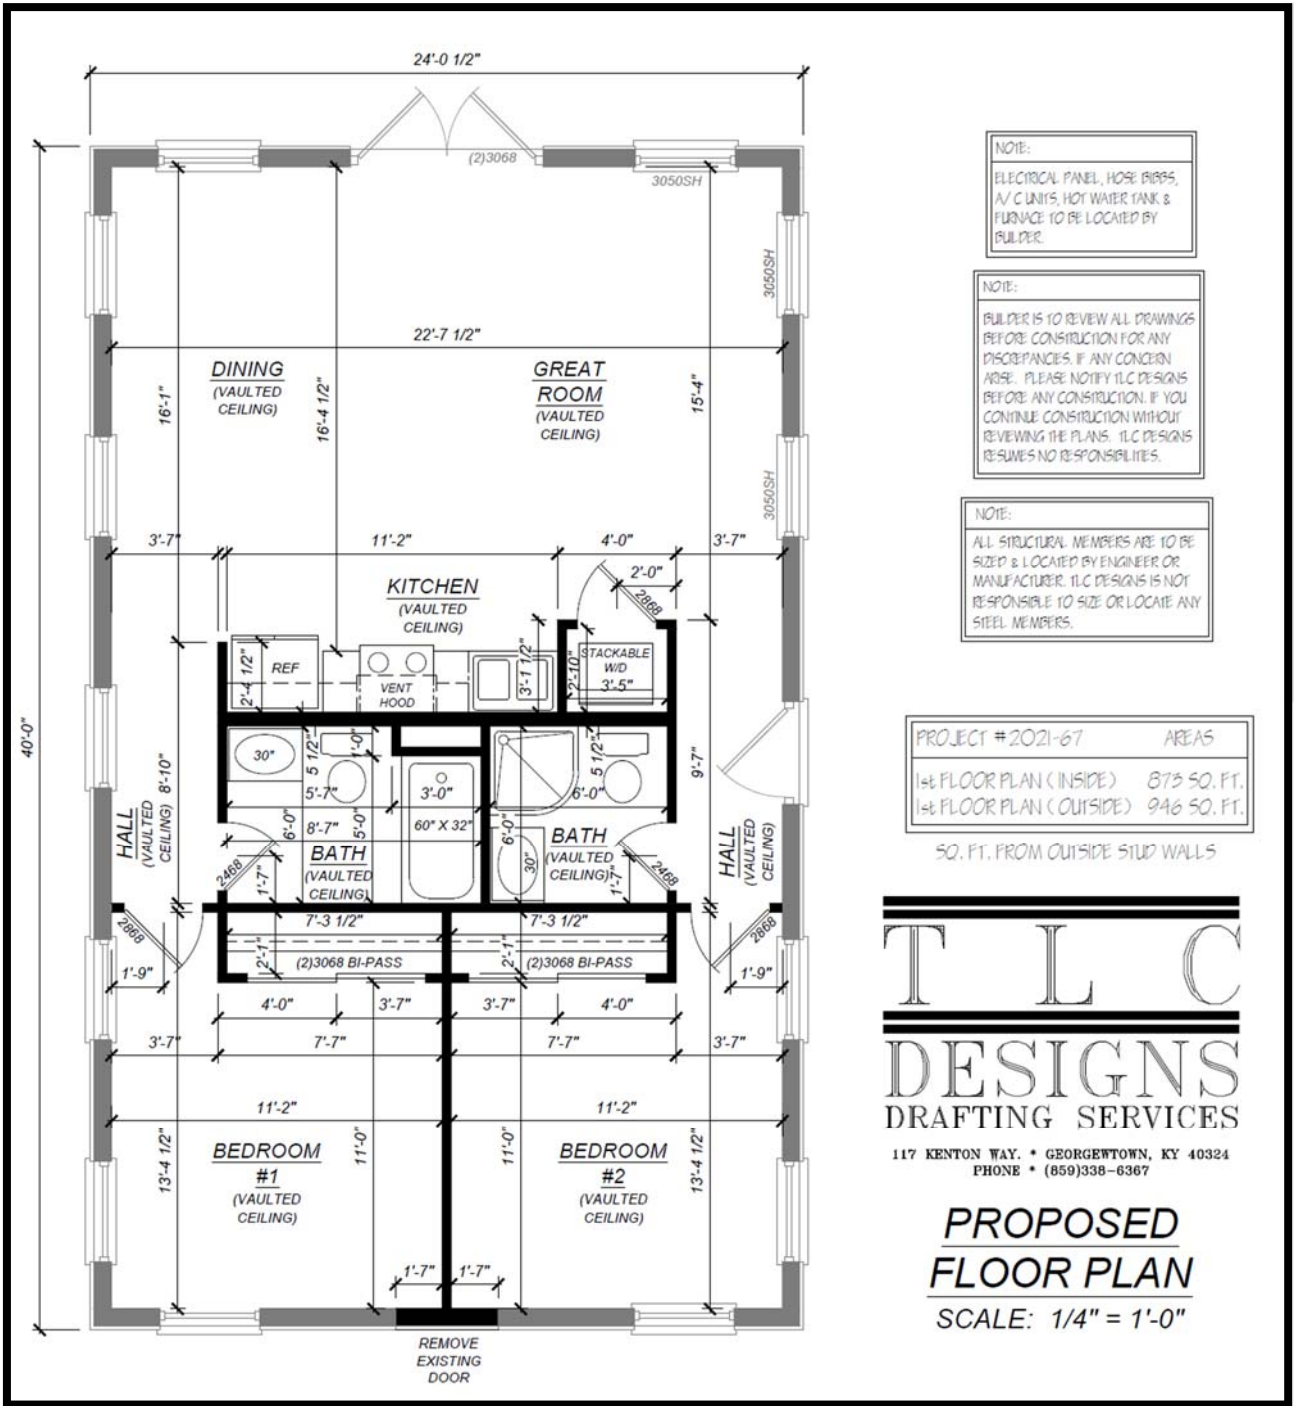 24'-0 1/2"
(2)3068
3050SH
3050SH
22'-7 1/2"
DINING
(VAULTED
CEILING)
GREAT
ROOM
(VAULTED
CEILING)
16'-1"
16'-4 1/2"
15'-4"
3050SH
3'-7"
11'-2"
4'-0"
3'-7"
2'-0"
2868
KITCHEN
(VAULTED
CEILING)
REF
2'-4 1/2"
VENT
HOOD
3'-1 1/2"
STACKABLE
W/D
2'-10"
3'-5"
40'-0"
8'-10"
HALL
(VAULTED
CEILING)
30"
5 1/2"
1'-0"
5'-7"
3'-0"
6'-0"
8'-7"
5'-0"
60" X 32"
BATH
(VAULTED
CEILING)
2468
1'-7"
5 1/2"
6'-0"
6'-0"
30"
BATH
(VAULTED
CEILING)
1'-7"
2468
9'-7"
HALL
(VAULTED
CEILING)
2868
1'-9"
7'-3 1/2"
2'-1"
(2)3068 BI-PASS
7'-3 1/2"
2'-1"
(2)3068 BI-PASS
2868
1'-9"
4'-0"
3'-7"
3'-7"
4'-0"
3'-7"
7'-7"
7'-7"
3'-7"
11'-2"
11'-2"
BEDROOM
#1
(VAULTED
CEILING)
13'-4 1/2"
11'-0"
11'-0"
BEDROOM
#2
(VAULTED
CEILING)
13'-4 1/2"
1'-7"
1'-7"
REMOVE
EXISTING
DOOR
NOTE:
ELECTRICAL PANEL, HOSE BIBBS,
A/C UNITS, HOT WATER TANK &
FURNACE TO BE LOCATED BY
BUILDER.
NOTE:
BUILDER IS TO REVIEW ALL DRAWINGS
BEFORE CONSTRUCTION FOR ANY
DISCREPANCIES. IF ANY CONCERN
ARISE. PLEASE NOTIFY TLC DESIGNS
BEFORE ANY CONSTRUCTION. IF YOU
CONTINUE CONSTRUCTION WITHOUT
REVIEWING THE PLANS. TLC DESIGNS
RESUMES NO RESPONSIBILITIES.
NOTE:
ALL STRUCTURAL MEMBERS ARE TO BE
SIZED & LOCATED BY ENGINEER OR
MANUFACTURER. TLC DESIGNS IS NOT
RESPONSIBLE TO SIZE OR LOCATE ANY
STEEL MEMBERS.
PROJECT #2021-67 AREAS
1st FLOOR PLAN (INSIDE) 873 SQ. FT.
1st FLOOR PLAN (OUTSIDE) 946 SQ. FT.
SQ. FT. FROM OUTSIDE STUD WALLS
TLC
DESIGNS
DRAFTING SERVICES
117 KENTON WAY. * GEORGEWTOWN, KY 40324
PHONE * (859)338-6367
PROPOSED
FLOOR PLAN
SCALE: 1/4" = 1'-0"